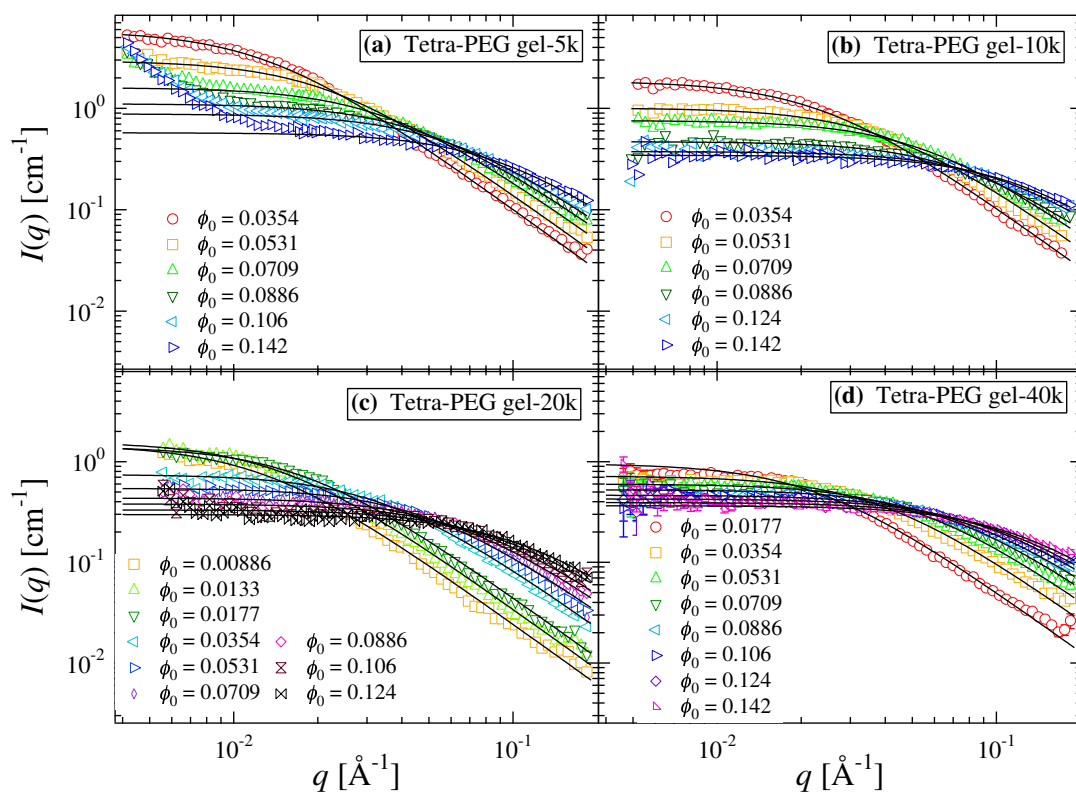 (a) Tetra-PEG gel-5k
I(q) [cm⁻¹]
10⁰
10⁻¹
10⁻²
ϕ₀ = 0.0354
ϕ₀ = 0.0531
ϕ₀ = 0.0709
ϕ₀ = 0.0886
ϕ₀ = 0.106
ϕ₀ = 0.142
(b) Tetra-PEG gel-10k
ϕ₀ = 0.0354
ϕ₀ = 0.0531
ϕ₀ = 0.0709
ϕ₀ = 0.0886
ϕ₀ = 0.124
ϕ₀ = 0.142
(c) Tetra-PEG gel-20k
I(q) [cm⁻¹]
10⁰
10⁻¹
10⁻²
ϕ₀ = 0.00886
ϕ₀ = 0.0133
ϕ₀ = 0.0177
ϕ₀ = 0.0354
ϕ₀ = 0.0531
ϕ₀ = 0.0709
ϕ₀ = 0.0886
ϕ₀ = 0.106
ϕ₀ = 0.124
10⁻² 10⁻¹
q [Å⁻¹]
(d) Tetra-PEG gel-40k
ϕ₀ = 0.0177
ϕ₀ = 0.0354
ϕ₀ = 0.0531
ϕ₀ = 0.0709
ϕ₀ = 0.0886
ϕ₀ = 0.106
ϕ₀ = 0.124
ϕ₀ = 0.142
10⁻² 10⁻¹
q [Å⁻¹]